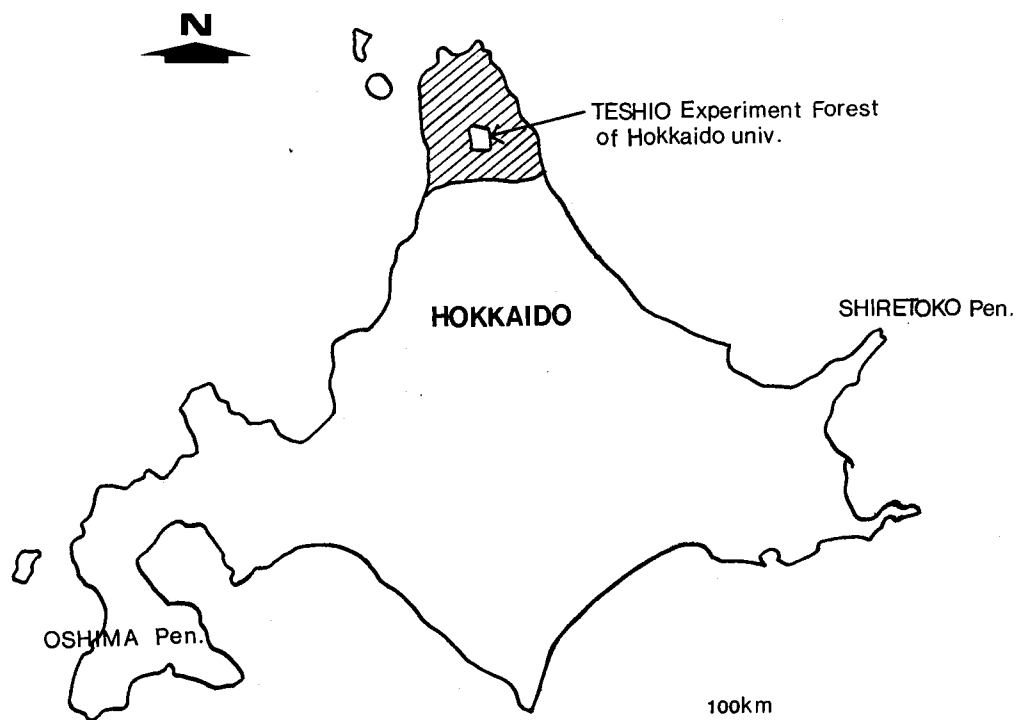 N
TESHIO Experiment Forest
of Hokkaido univ.
HOKKAIDO
SHIRETOKO Pen.
OSHIMA Pen.
100km